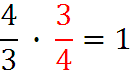 4/3 · 3/4 = 1